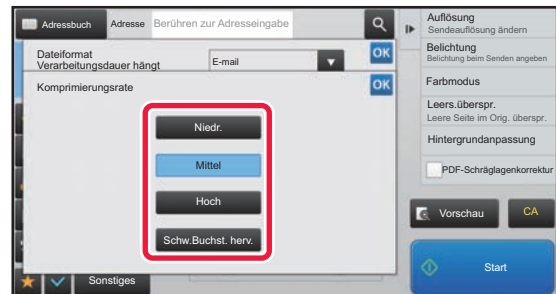 Adressbuch
Adresse
Berühren zur Adresseingabe
Dateiformat
Verarbeitungsdauer hängt
E-mail
OK
Komprimierungsrate
OK
Niedr.
Mittel
Hoch
Schw.Buchst. herv.
Sonstiges
Auflösung
Sendeauflösung ändern
Belichtung
Belichtung beim Senden angeben
Farbmodus
Leers.überspr.
Leere Seite im Orig. überspr.
Hintergrundanpassung
PDF-Schräglagenkorrektur
Vorschau
CA
Start